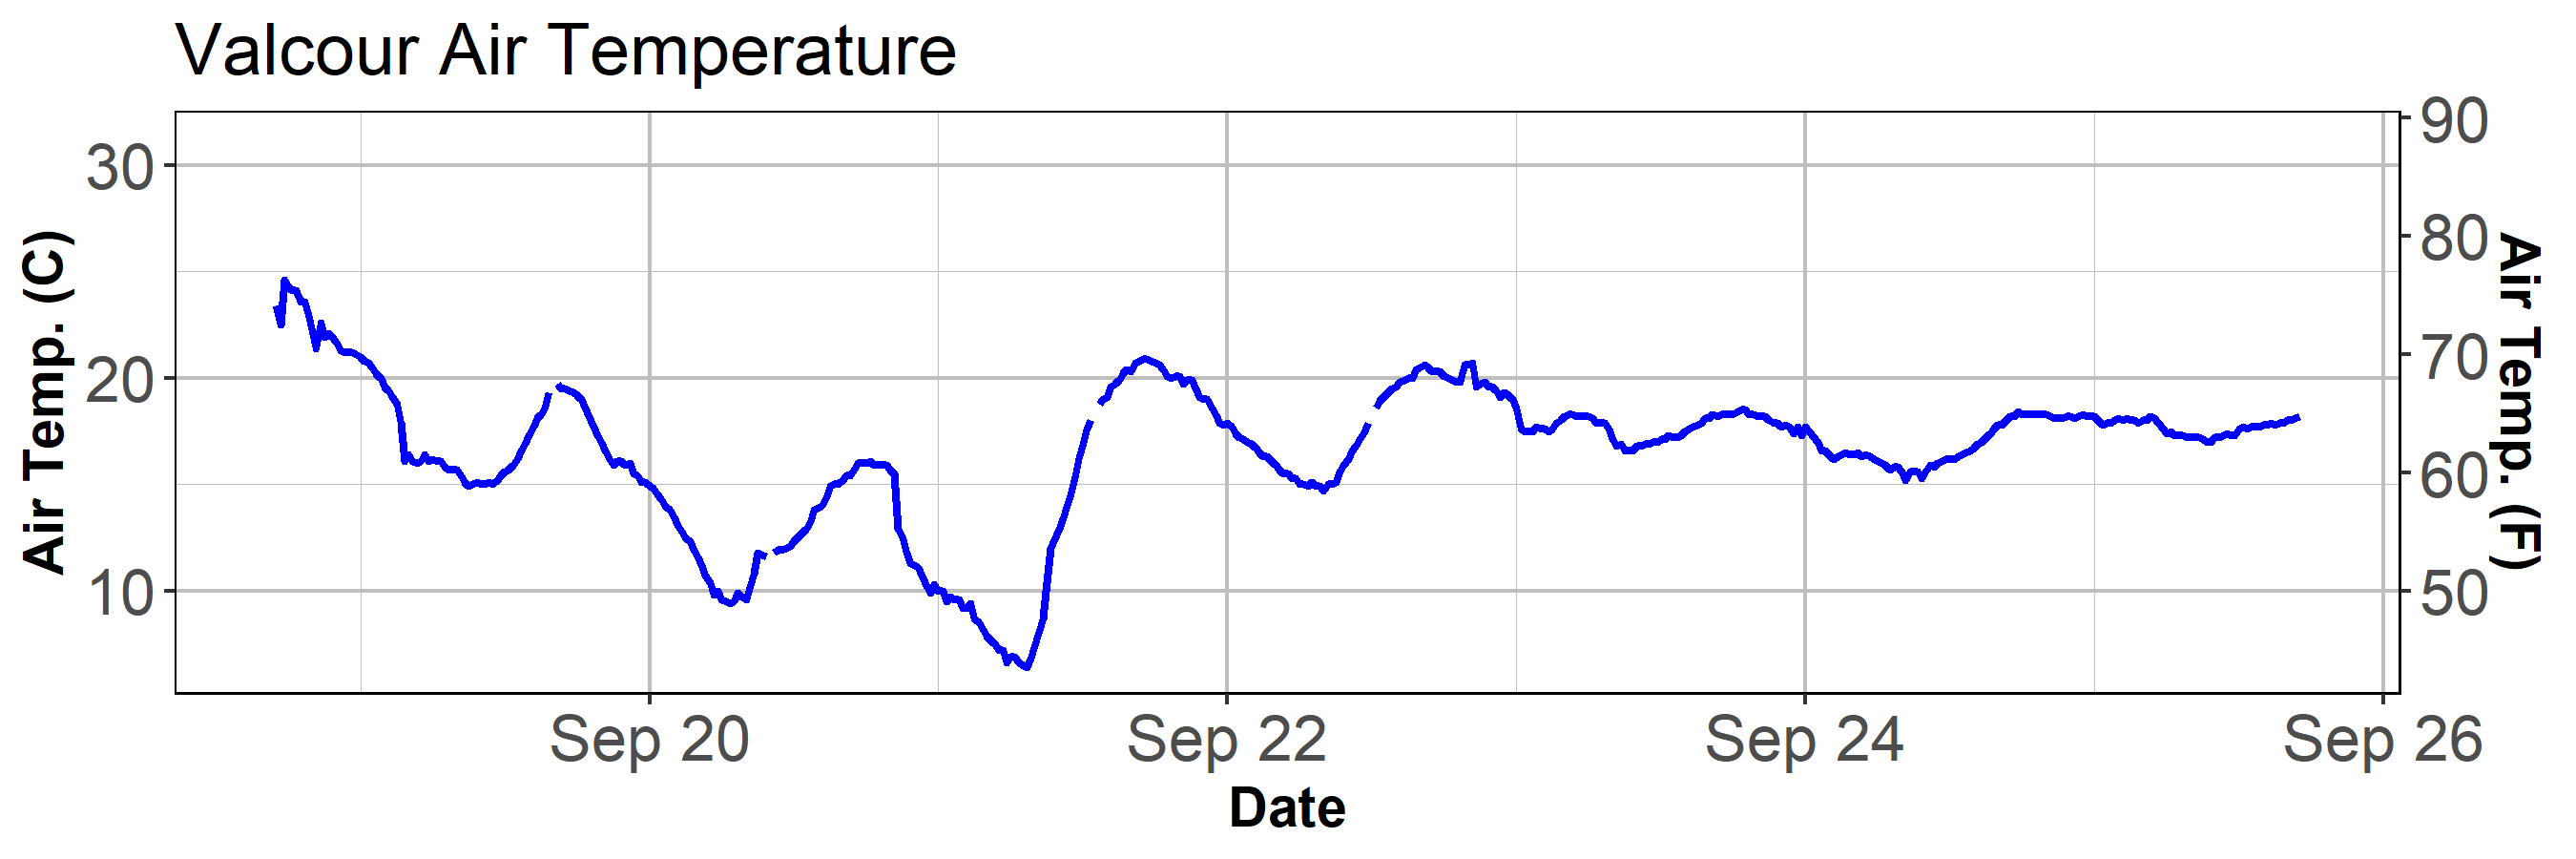 Valcour Air Temperature
Air Temp. (C)
30
20
10
90
80
70
60
50
Air Temp. (F)
Sep 20
Sep 22
Sep 24
Sep 26
Date